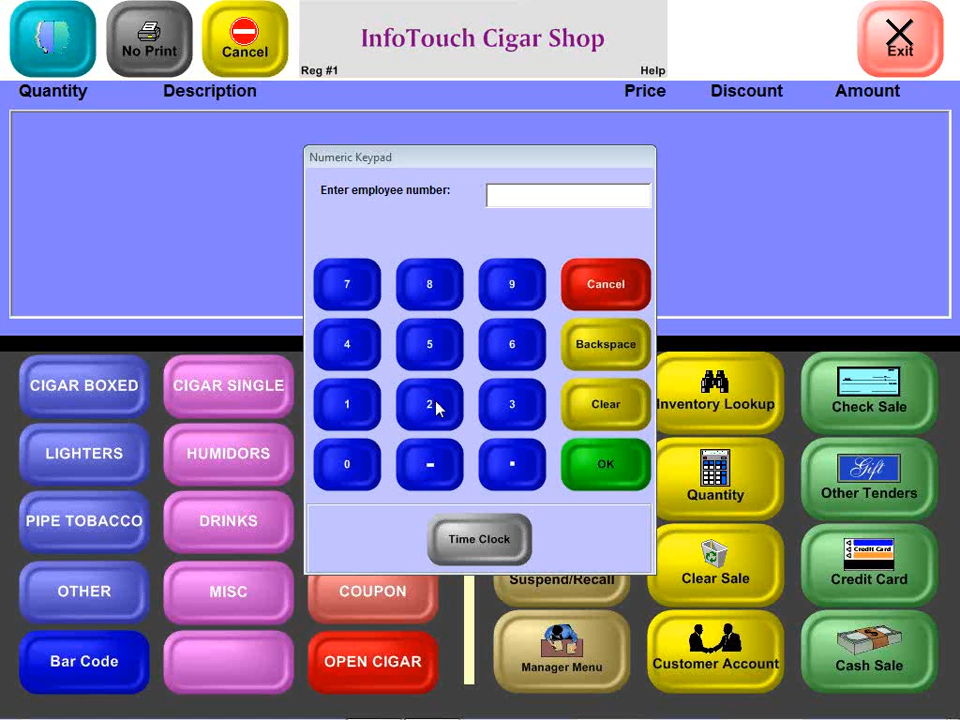 No Print
Cancel
InfoTouch Cigar Shop
Reg #1
Help
Exit
Quantity
Description
Price
Discount
Amount
Numeric Keypad
Enter employee number:
7
8
9
Cancel
4
5
6
Backspace
1
2
3
Clear
0
-
.
OK
Time Clock
CIGAR BOXED
CIGAR SINGLE
LIGHTERS
HUMIDORS
PIPE TOBACCO
DRINKS
OTHER
MISC
COUPON
Bar Code
OPEN CIGAR
Inventory Lookup
Check Sale
Quantity
Gift
Other Tenders
Suspend/Recall
Clear Sale
Credit Card
Credit Card
Manager Menu
Customer Account
Cash Sale